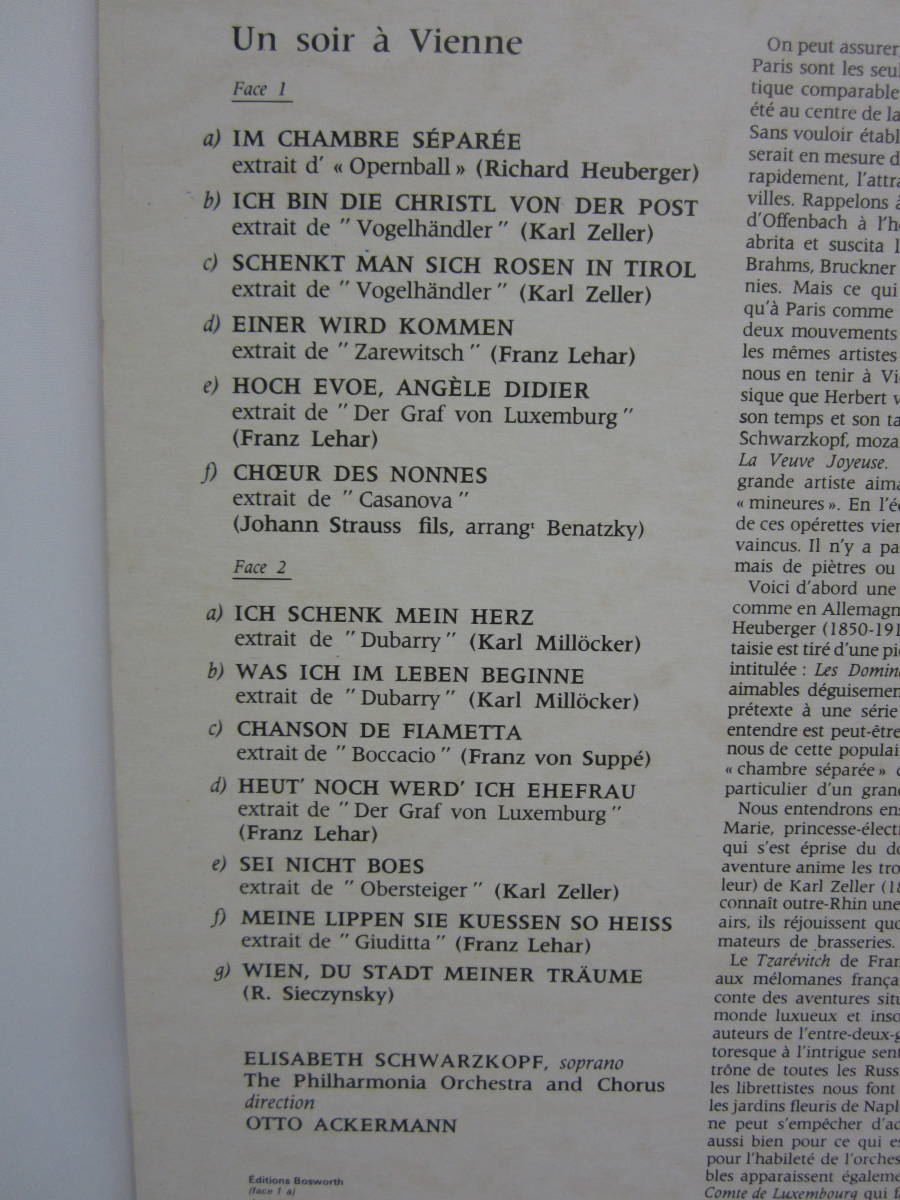 Un soir à Vienne
Face 1
a) IM CHAMBRE SÉPARÉE
extrait d' « Opernball » (Richard Heuberger)
b) ICH BIN DIE CHRISTL VON DER POST
extrait de " Vogelhändler " (Karl Zeller)
c) SCHENKT MAN SICH ROSEN IN TIROL
extrait de " Vogelhändler " (Karl Zeller)
d) EINER WIRD KOMMEN
extrait de " Zarewitsch " (Franz Lehar)
e) HOCH EVOE, ANGÈLE DIDIER
extrait de " Der Graf von Luxemburg "
(Franz Lehar)
f) CHŒUR DES NONNES
extrait de " Casanova "
(Johann Strauss fils, arrangt Benatzky)
Face 2
a) ICH SCHENK MEIN HERZ
extrait de " Dubarry " (Karl Millöcker)
b) WAS ICH IM LEBEN BEGINNE
extrait de " Dubarry " (Karl Millöcker)
c) CHANSON DE FIAMETTA
extrait de " Boccacio " (Franz von Suppé)
d) HEUT' NOCH WERD' ICH EHEFRAU
extrait de " Der Graf von Luxemburg "
(Franz Lehar)
e) SEI NICHT BOES
extrait de " Obersteiger " (Karl Zeller)
f) MEINE LIPPEN SIE KUESSEN SO HEISS
extrait de " Giuditta " (Franz Lehar)
g) WIEN, DU STADT MEINER TRÄUME
(R. Sieczynsky)
ELISABETH SCHWARZKOPF, soprano
The Philharmonia Orchestra and Chorus
direction
OTTO ACKERMANN
Éditions Bosworth
(face 1 a)
On peut assurer,
Paris sont les seul
tique comparable
été au centre de la
Sans vouloir établ
serait en mesure d
rapidement, l'attra
villes. Rappelons à
d'Offenbach à l'h
abrita et suscita l
Brahms, Bruckner
nies. Mais ce qui
qu'à Paris comme
deux mouvements
les mêmes artistes
nous en tenir à Vi
sique que Herbert v
son temps et son ta
Schwarzkopf, moza
La Veuve Joyeuse.
grande artiste aima
« mineures ». En l'é
de ces opérettes vien
vaincus. Il n'y a pa
mais de piètres ou
Voici d'abord une
comme en Allemagn
Heuberger (1850-191
taisie est tiré d'une piè
intitulée : Les Domin
aimables déguisemen
prétexte à une série
entendre est peut-être
nous de cette populai
« chambre séparée »
particulier d'un grand
Nous entendrons ens
Marie, princesse-élect
qui s'est éprise du do
aventure anime les tro
leur) de Karl Zeller (18
connaît outre-Rhin une
airs, ils réjouissent quo
mateurs de brasseries.
Le Tzarévitch de Fran
aux mélomanes frança
conte des aventures situ
monde luxueux et inso
auteurs de l'entre-deux-g
toresque à l'intrigue sent
trône de toutes les Russ
les librettistes nous font
les jardins fleuris de Napl
ne peut s'empêcher d'ad
aussi bien pour ce qui es
pour l'habileté de l'orches
bles apparaissent égaleme
Comte de Luxembourg qui f